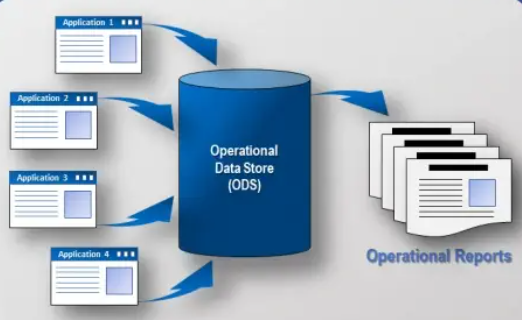 Application 1
Application 2
Application 3
Application 4
Operational
Data Store
(ODS)
Operational Reports